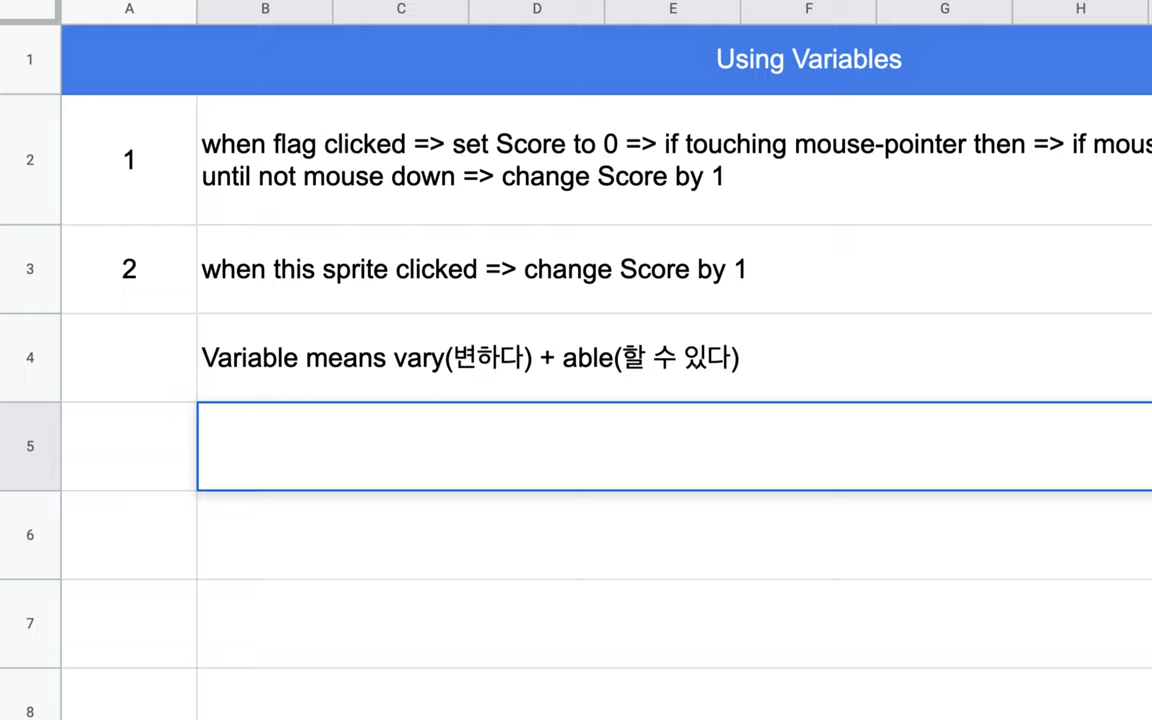 A B C D E F G H
1 Using Variables
2 1 when flag clicked => set Score to 0 => if touching mouse-pointer then => if
until not mouse down => change Score by 1
3 2 when this sprite clicked => change Score by 1
4 Variable means vary(변하다) + able(할 수 있다)
5
6
7
8